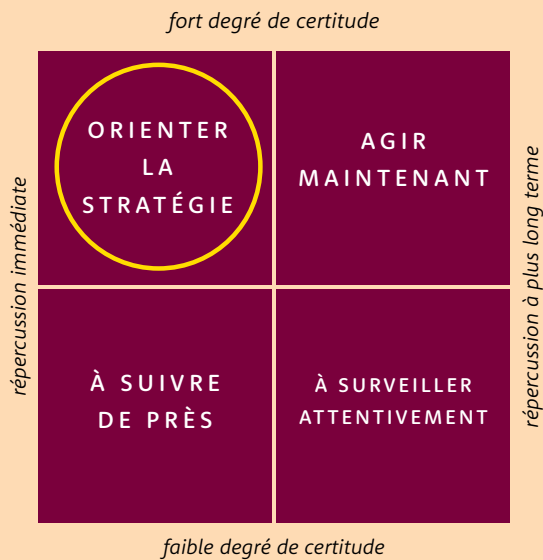 fort degré de certitude
ORIENTER
LA
STRATÉGIE
AGIR
MAINTENANT
répercussion immédiate
répercussion à plus long terme
À SUIVRE
DE PRÈS
À SURVEILLER
ATTENTIVEMENT
faible degré de certitude